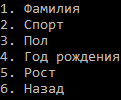 1. Фамилия
2. Спорт
3. Пол
4. Год рождения
5. Рост
6. Назад